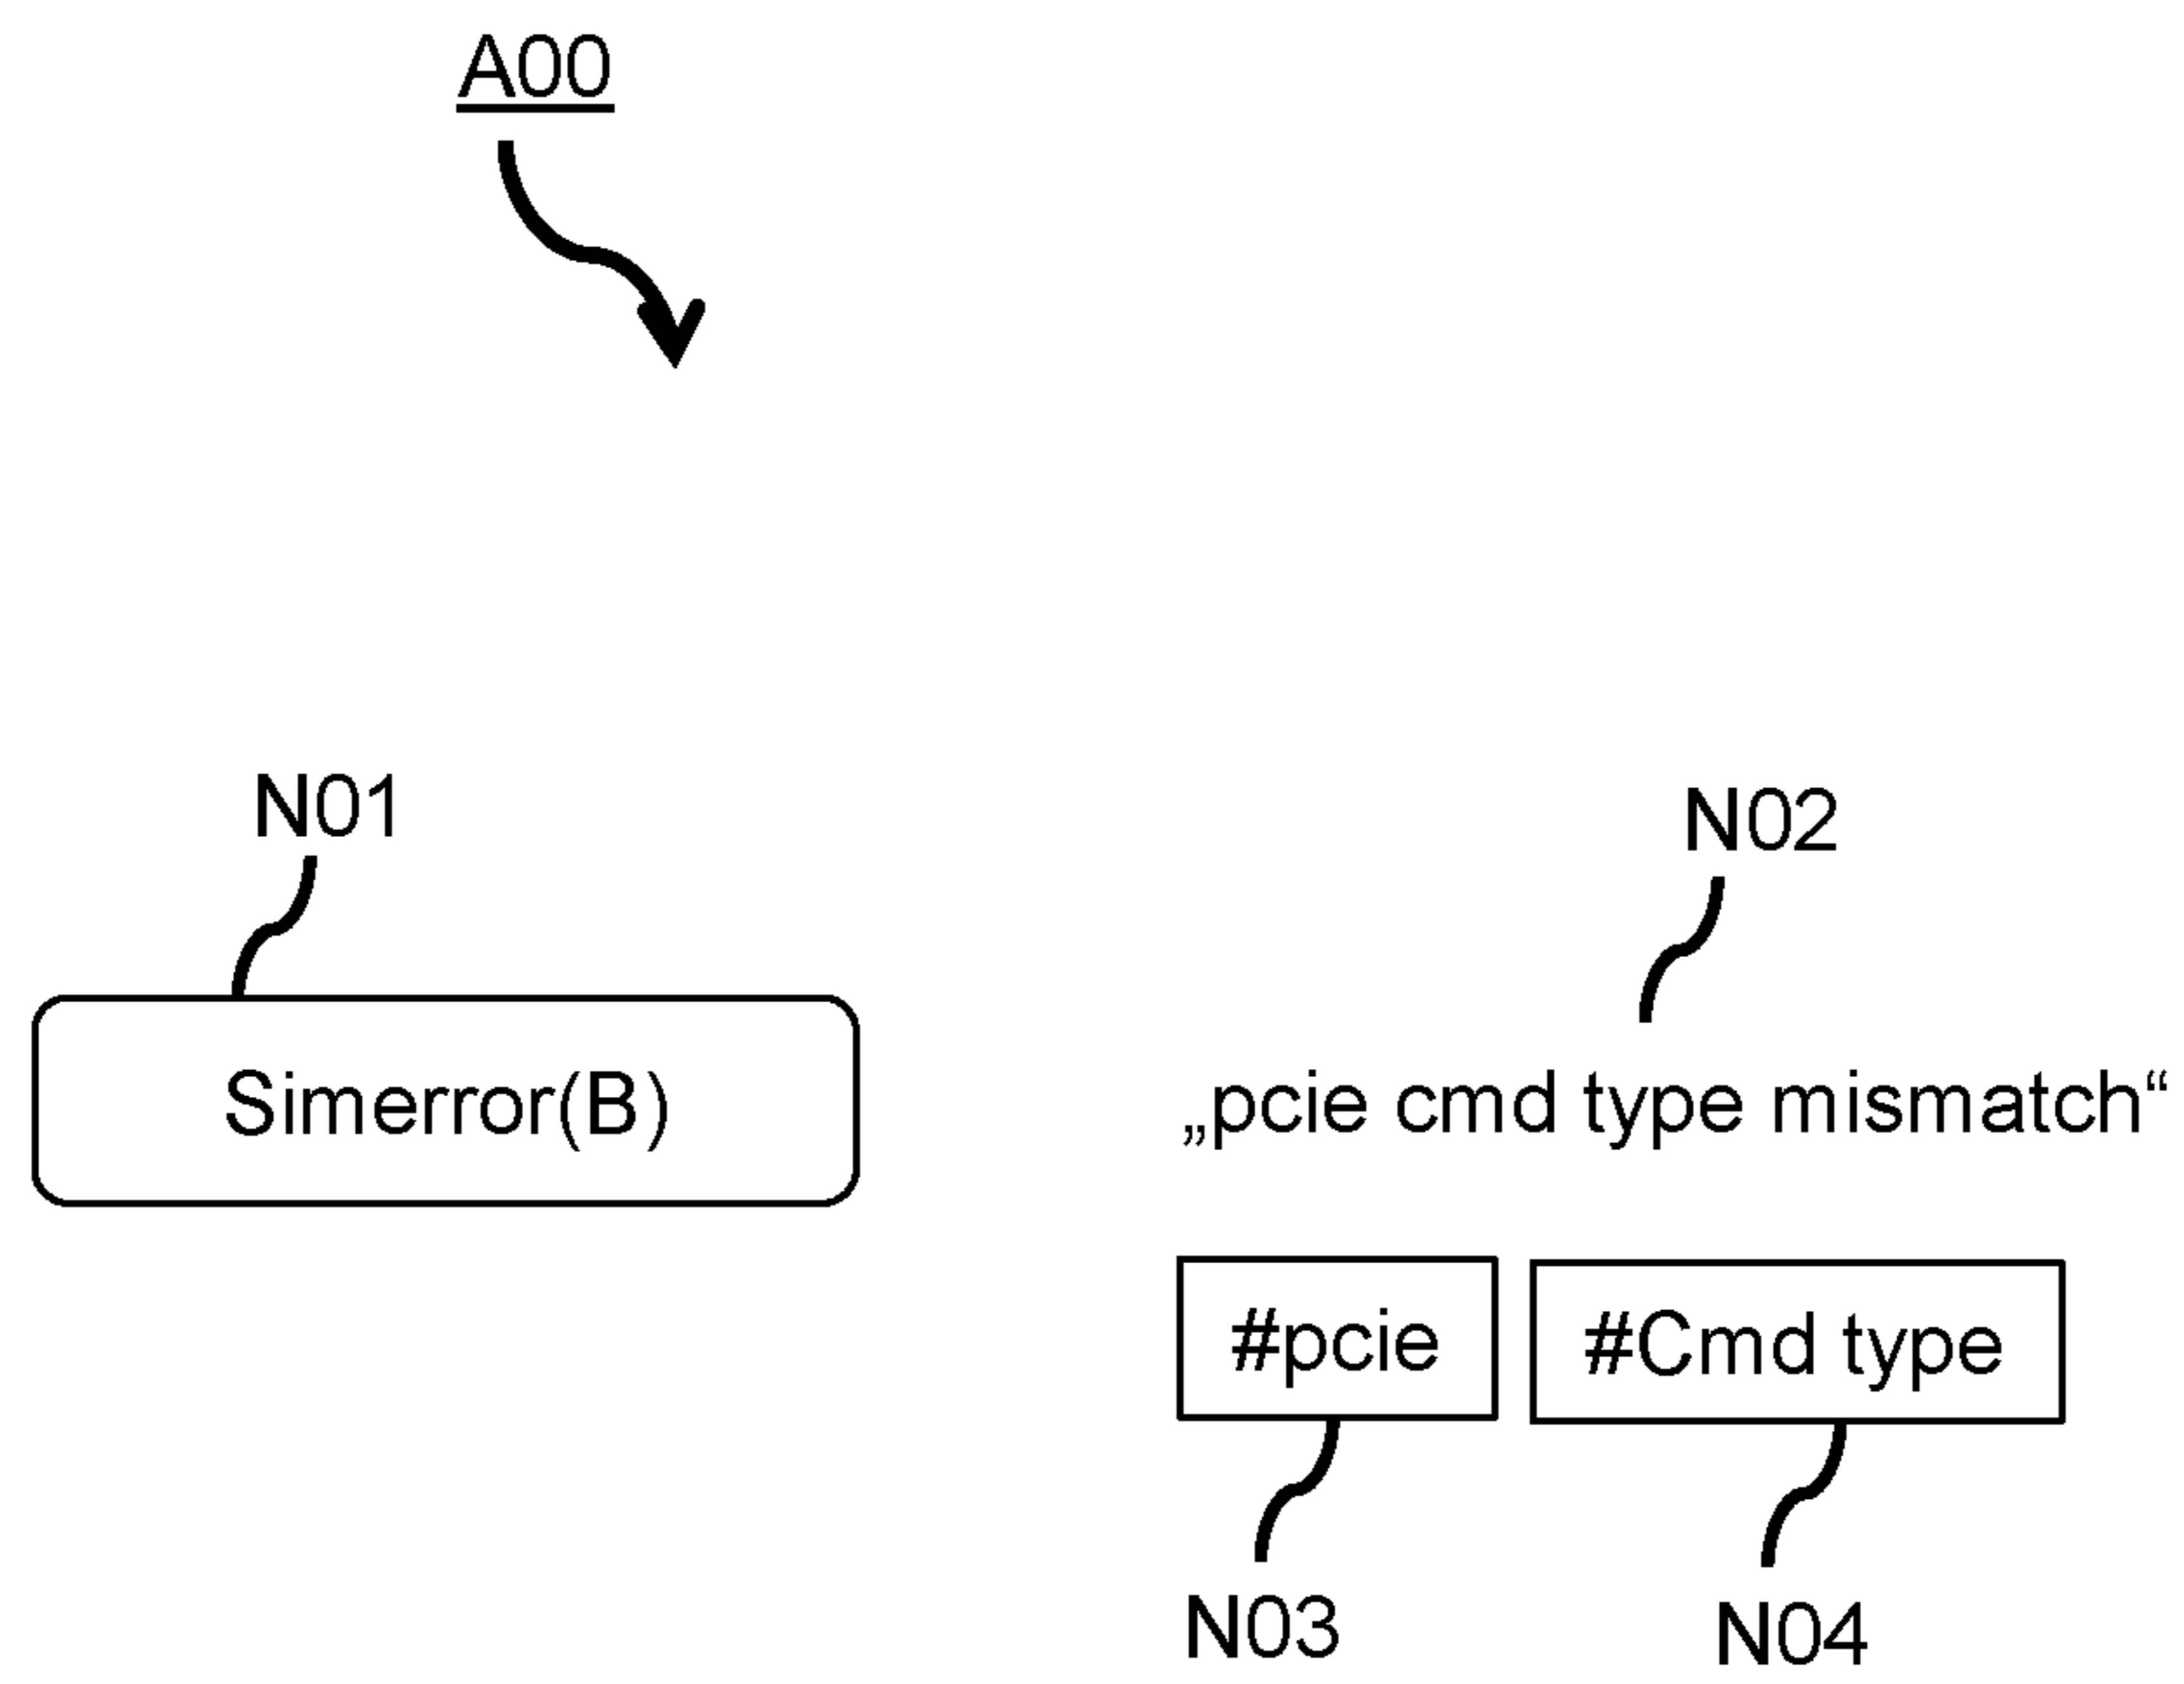 A00
N01
N02
Simerror(B)
„pcie cmd type mismatch“
#pcie
#Cmd type
N03
N04